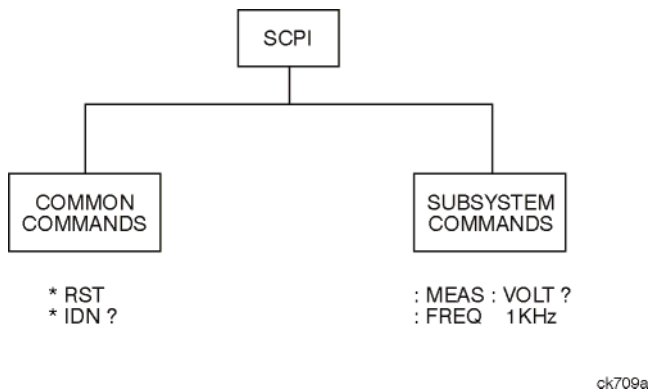 SCPI
COMMON
COMMANDS
SUBSYSTEM
COMMANDS
* RST
* IDN ?
: MEAS : VOLT ?
: FREQ 1KHz
ck709a